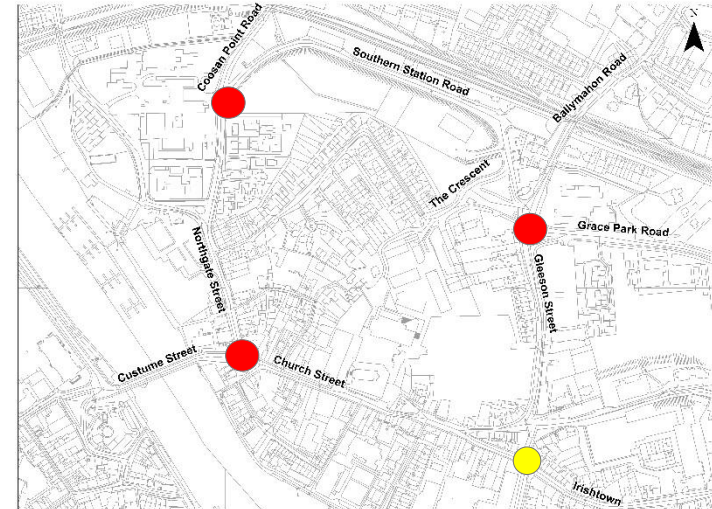 Coosan Point Road
Southern Station Road
Ballymahon Road
The Crescent
Grace Park Road
Northgate Street
Gleeson Street
Custume Street
Church Street
Irishtown